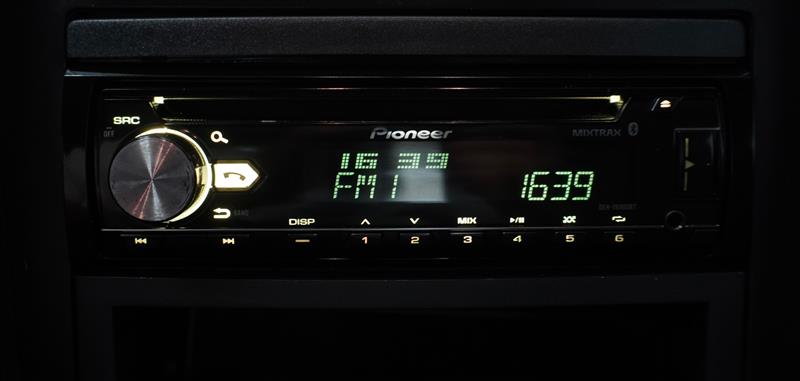 SRC
OFF
Pioneer
MIXTRAX
16 39
FM1
1639
BAND
DISP
MIX
1 2 3 4 5 6